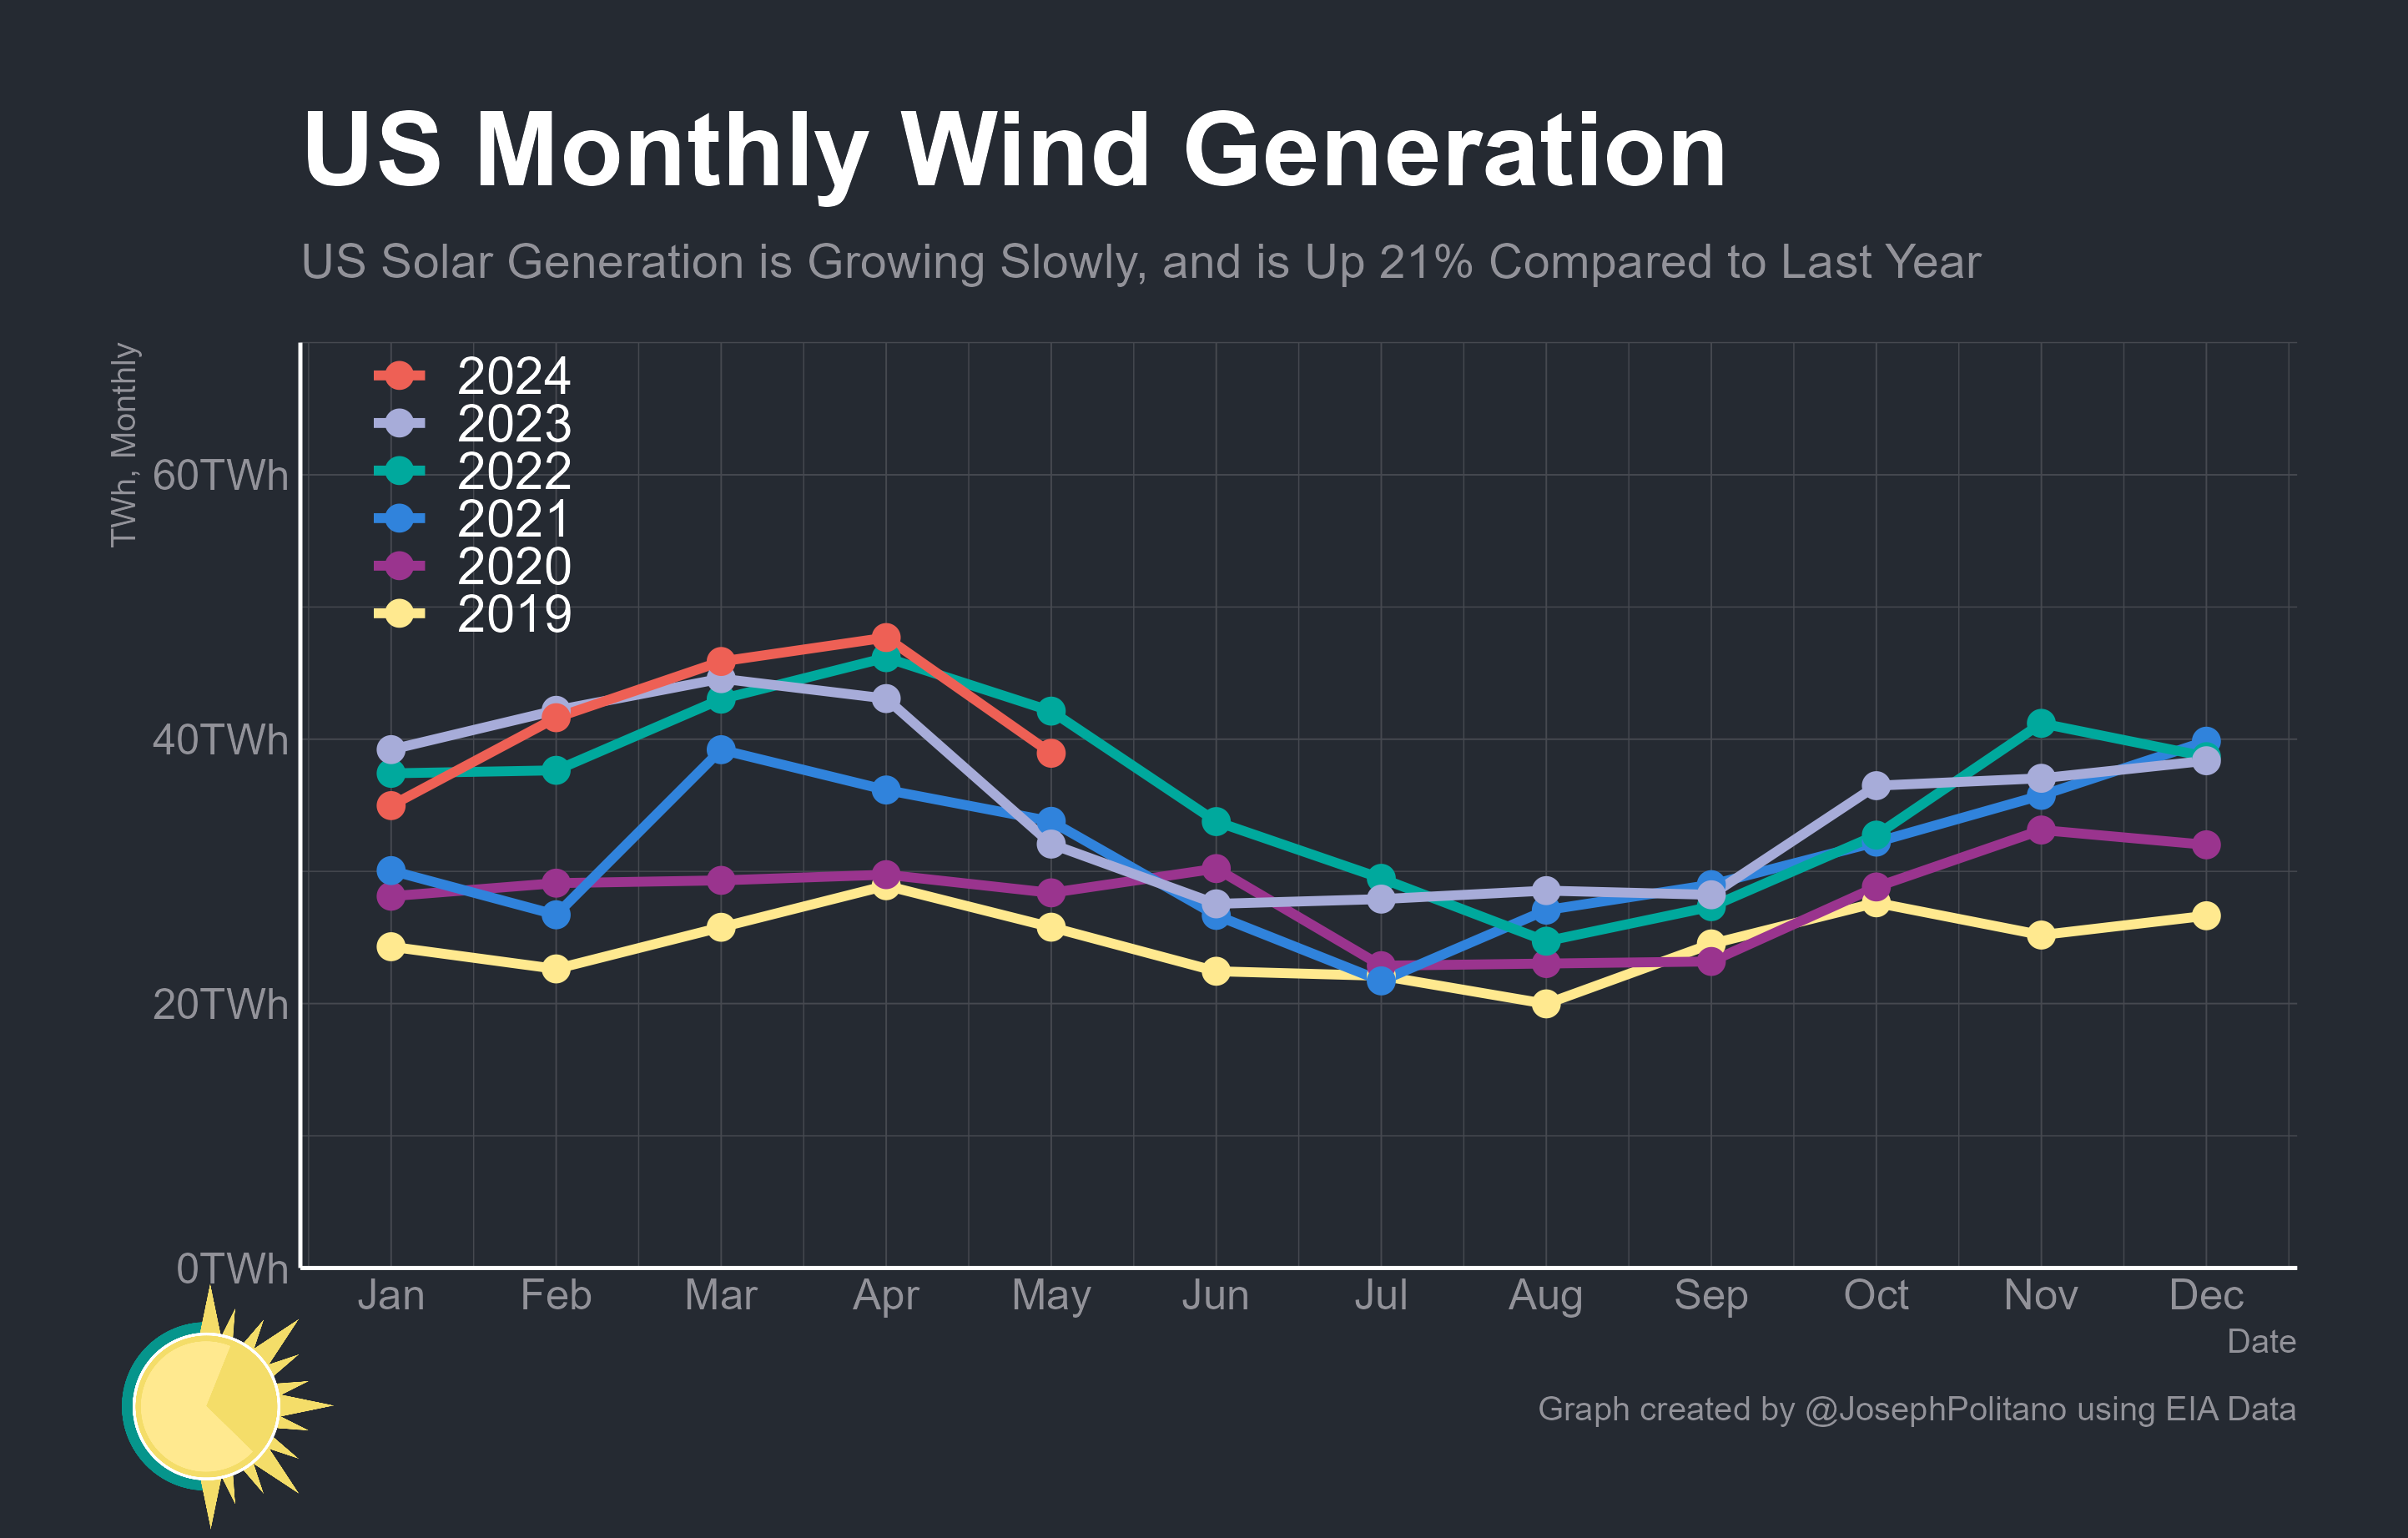 US Monthly Wind Generation
US Solar Generation is Growing Slowly, and is Up 21% Compared to Last Year
TWh, Monthly
2024
2023
2022
2021
2020
2019
60TWh
40TWh
20TWh
0TWh
Jan Feb Mar Apr May Jun Jul Aug Sep Oct Nov Dec
Date
Graph created by @JosephPolitano using EIA Data